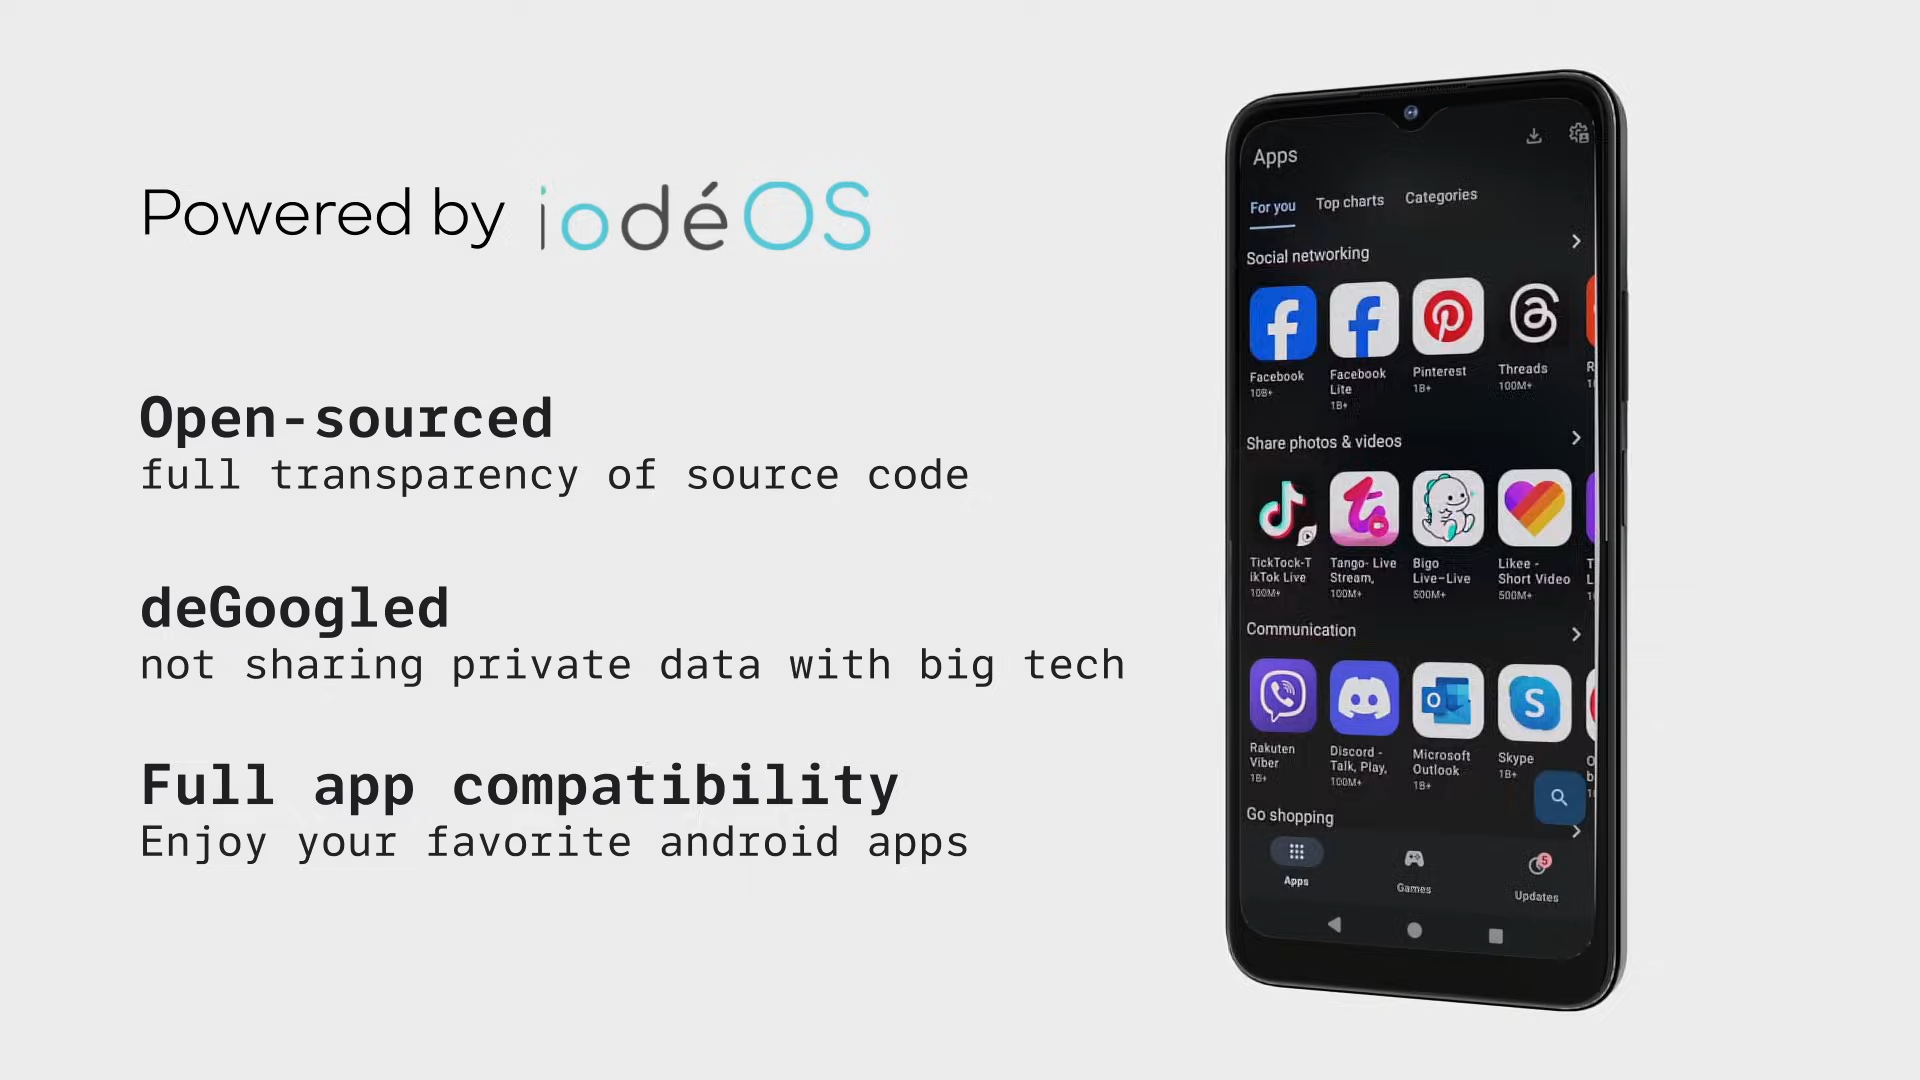 Powered by iodéOS
Open-sourced
full transparency of source code
deGoogled
not sharing private data with big tech
Full app compatibility
Enjoy your favorite android apps
Apps
For you Top charts Categories
Social networking
Facebook Facebook Pinterest Threads R
Lite
10B+ 1B+ 1B+ 100M+
Share photos & videos
TickTock-T Tango- Live Bigo Likee - T
ikTok Live Stream, Live–Live Short Video L
100M+ 100M+ 500M+ 500M+
Communication
Rakuten Discord - Microsoft Skype O
Viber Talk, Play, Outlook b
1B+ 100M+ 1B+ 1B+
Go shopping
5
Apps Games Updates